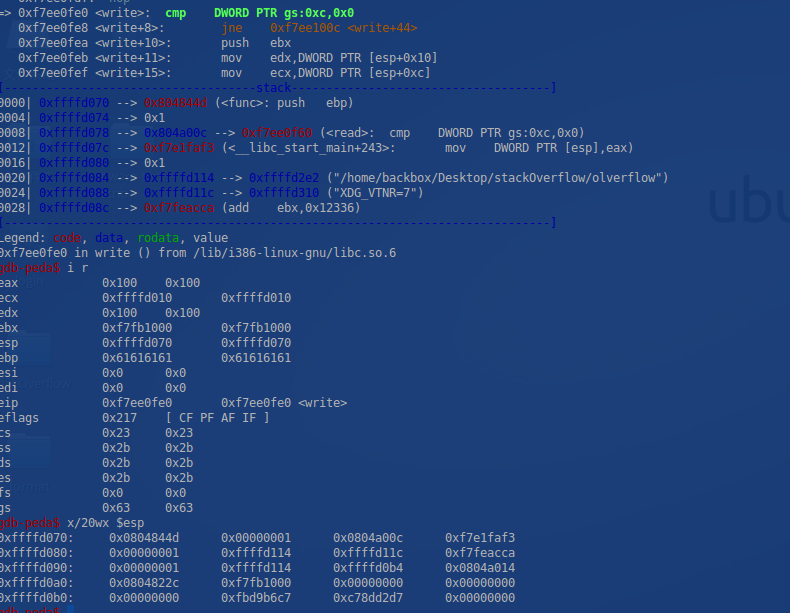 => 0xf7ee0fe0 <write>: cmp DWORD PTR gs:0xc,0x0
0xf7ee0fe8 <write+8>: jne 0xf7ee100c <write+44>
0xf7ee0fea <write+10>: push ebx
0xf7ee0feb <write+11>: mov edx,DWORD PTR [esp+0x10]
0xf7ee0fef <write+15>: mov ecx,DWORD PTR [esp+0xc]
[------------------------------------stack-------------------------------------]
0000| 0xffffd070 --> 0x804844d (<func>: push ebp)
0004| 0xffffd074 --> 0x1
0008| 0xffffd078 --> 0x804a00c --> 0xf7ee0f60 (<read>: cmp DWORD PTR gs:0xc,0x0)
0012| 0xffffd07c --> 0xf7e1faf3 (<__libc_start_main+243>: mov DWORD PTR [esp],eax)
0016| 0xffffd080 --> 0x1
0020| 0xffffd084 --> 0xffffd114 --> 0xffffd2e2 ("/home/backbox/Desktop/stackOverflow/olverflow")
0024| 0xffffd088 --> 0xffffd11c --> 0xffffd310 ("XDG_VTNR=7")
0028| 0xffffd08c --> 0xf7feacca (add ebx,0x12336)
[------------------------------------------------------------------------------]
Legend: code, data, rodata, value
0xf7ee0fe0 in write () from /lib/i386-linux-gnu/libc.so.6
gdb-peda$ i r
eax 0x100 0x100
ecx 0xffffd010 0xffffd010
edx 0x100 0x100
ebx 0xf7fb1000 0xf7fb1000
esp 0xffffd070 0xffffd070
ebp 0x61616161 0x61616161
esi 0x0 0x0
edi 0x0 0x0
eip 0xf7ee0fe0 0xf7ee0fe0 <write>
eflags 0x217 [ CF PF AF IF ]
cs 0x23 0x23
ss 0x2b 0x2b
ds 0x2b 0x2b
es 0x2b 0x2b
fs 0x0 0x0
gs 0x63 0x63
gdb-peda$ x/20wx $esp
0xffffd070: 0x0804844d 0x00000001 0x0804a00c 0xf7e1faf3
0xffffd080: 0x00000001 0xffffd114 0xffffd11c 0xf7feacca
0xffffd090: 0x00000001 0xffffd114 0xffffd0b4 0x0804a014
0xffffd0a0: 0x0804822c 0xf7fb1000 0x00000000 0x00000000
0xffffd0b0: 0x00000000 0xfbd9b6c7 0xc78dd2d7 0x00000000
gdb-peda$
ubu